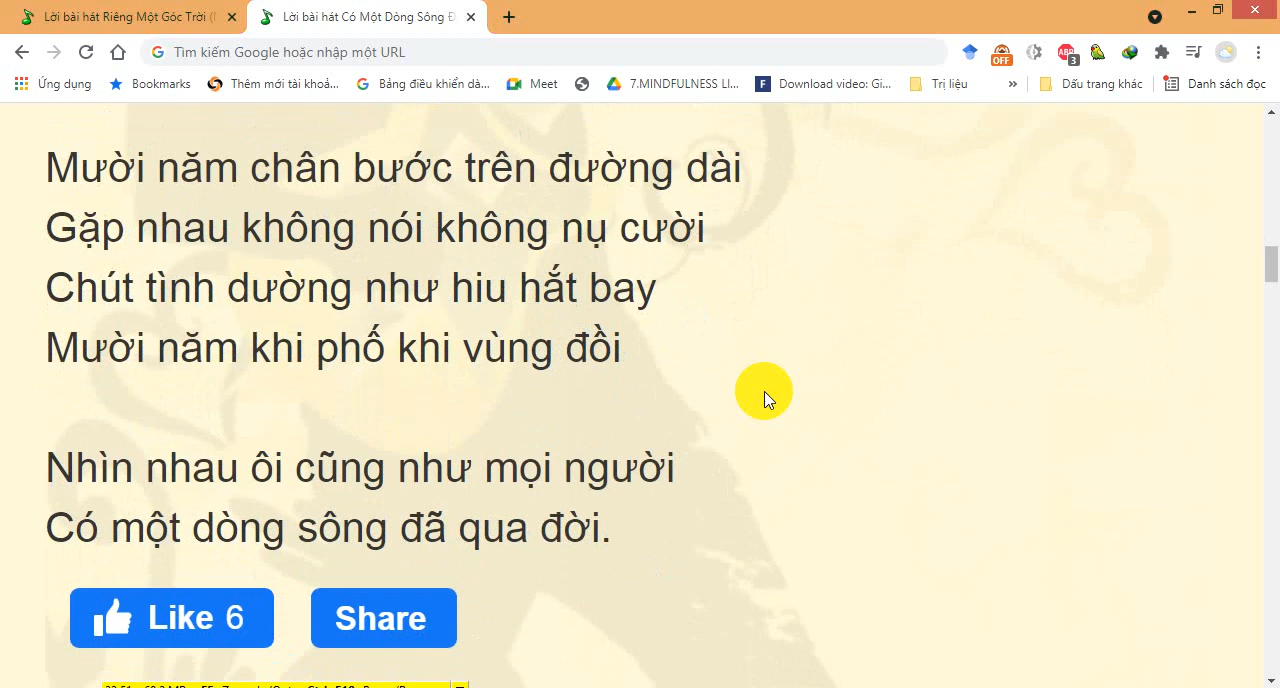 Lời bài hát Riêng Một Góc Trời (
Lời bài hát Có Một Dòng Sông Đ
Tìm kiếm Google hoặc nhập một URL
OFF
ABP
3
Ứng dụng
Bookmarks
Thêm mới tài khoả...
Bảng điều khiển dà...
Meet
7.MINDFULNESS LI...
F
Download video: Gi...
Trị liệu
»
Dấu trang khác
Danh sách đọc
Mười năm chân bước trên đường dài
Gặp nhau không nói không nụ cười
Chút tình dường như hiu hắt bay
Mười năm khi phố khi vùng đồi
Nhìn nhau ôi cũng như mọi người
Có một dòng sông đã qua đời.
Like 6
Share